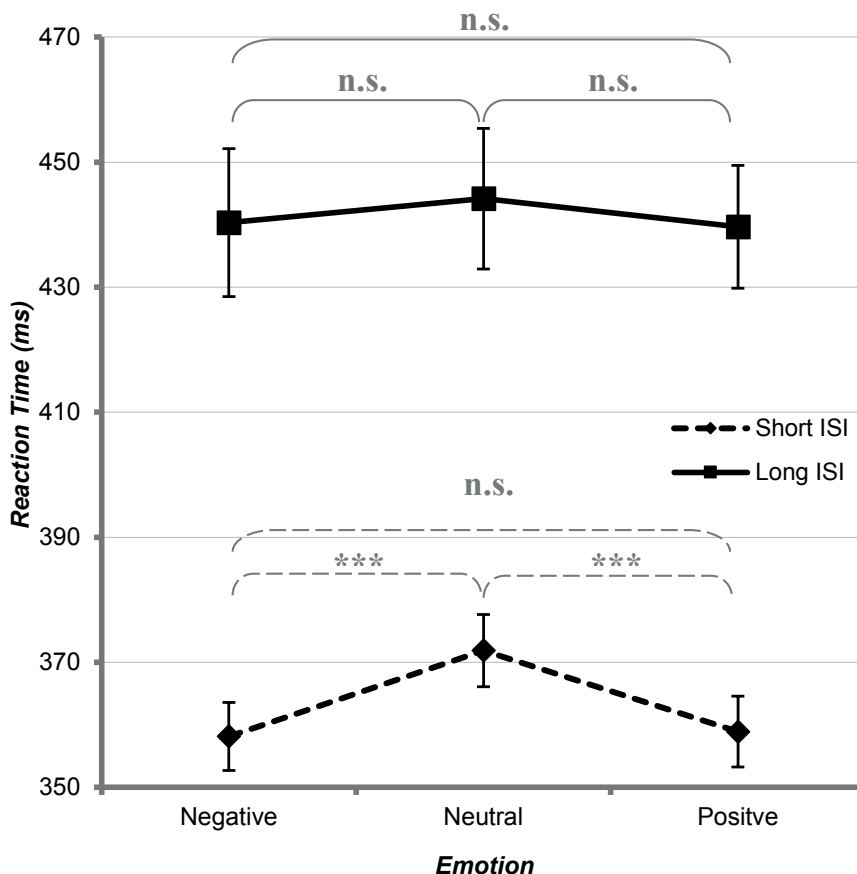 n.s.
470
n.s. n.s.
450
430
Reaction Time (ms)
410
Short ISI
Long ISI
n.s.
390
*** ***
370
350
Negative Neutral Positve
Emotion